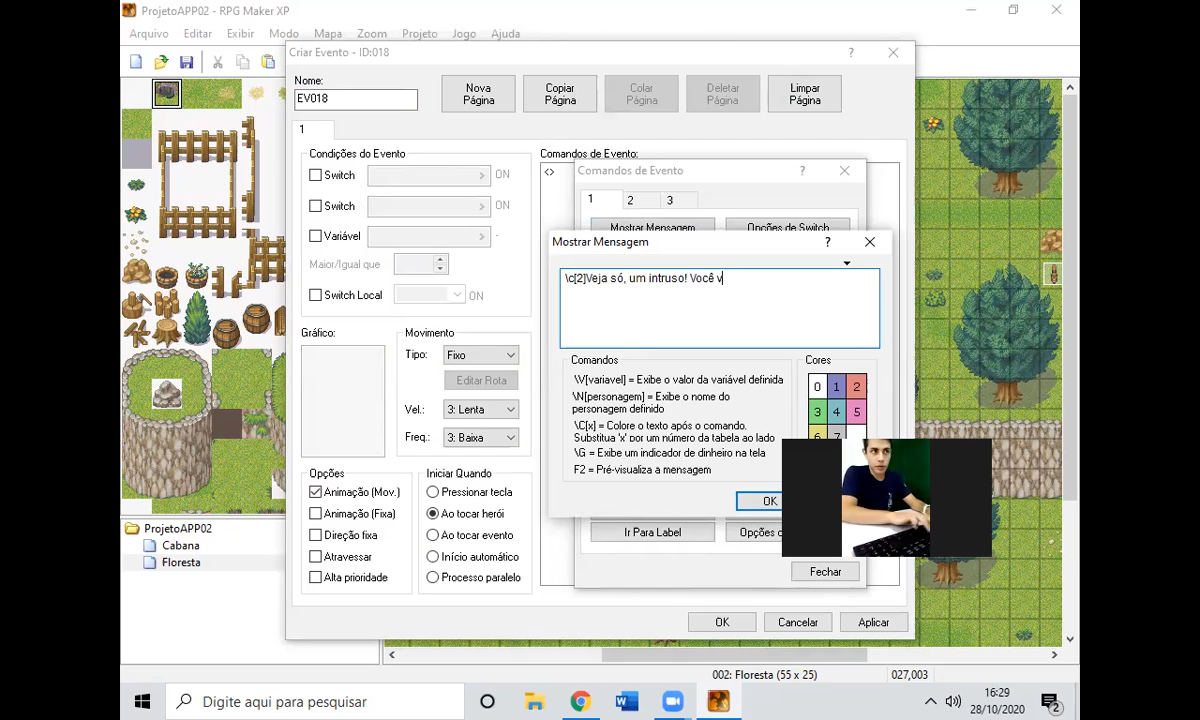 ProjetoAPP02 - RPG Maker XP
Arquivo Editar Exibir Modo Mapa Zoom Projeto Jogo Ajuda
Criar Evento - ID:018
?
Nome:
EV018
Nova Página
Copiar Página
Colar Página
Deletar Página
Limpar Página
1
Condições do Evento
Switch
ON
Switch
ON
Variável
Maior/Igual que
Switch Local
ON
Gráfico:
Movimento
Tipo:
Fixo
Editar Rota
Vel.:
3: Lenta
Freq.:
3: Baixa
Opções
Animação (Mov.)
Animação (Fixa)
Direção fixa
Atravessar
Alta prioridade
Iniciar Quando
Pressionar tecla
Ao tocar herói
Ao tocar evento
Início automático
Processo paralelo
Comandos de Evento:
<>
Comandos de Evento
?
1 2 3
Mostrar Mensagem
Opções de Switch
Mostrar Mensagem
?
\c[2]Veja só, um intruso! Você v
Comandos
\V[variavel] = Exibe o valor da variável definida
\N[personagem] = Exibe o nome do
personagem definido
\C[x] = Colore o texto após o comando.
Substitua 'x' por um número da tabela ao lado
\G = Exibe um indicador de dinheiro na tela
F2 = Pré-visualiza a mensagem
Cores
0 1 2
3 4 5
6 7
OK
Ir Para Label
Opções
Fechar
OK
Cancelar
Aplicar
ProjetoAPP02
Cabana
Floresta
002: Floresta (55 x 25)
027,003
Digite aqui para pesquisar
16:29
28/10/2020
2